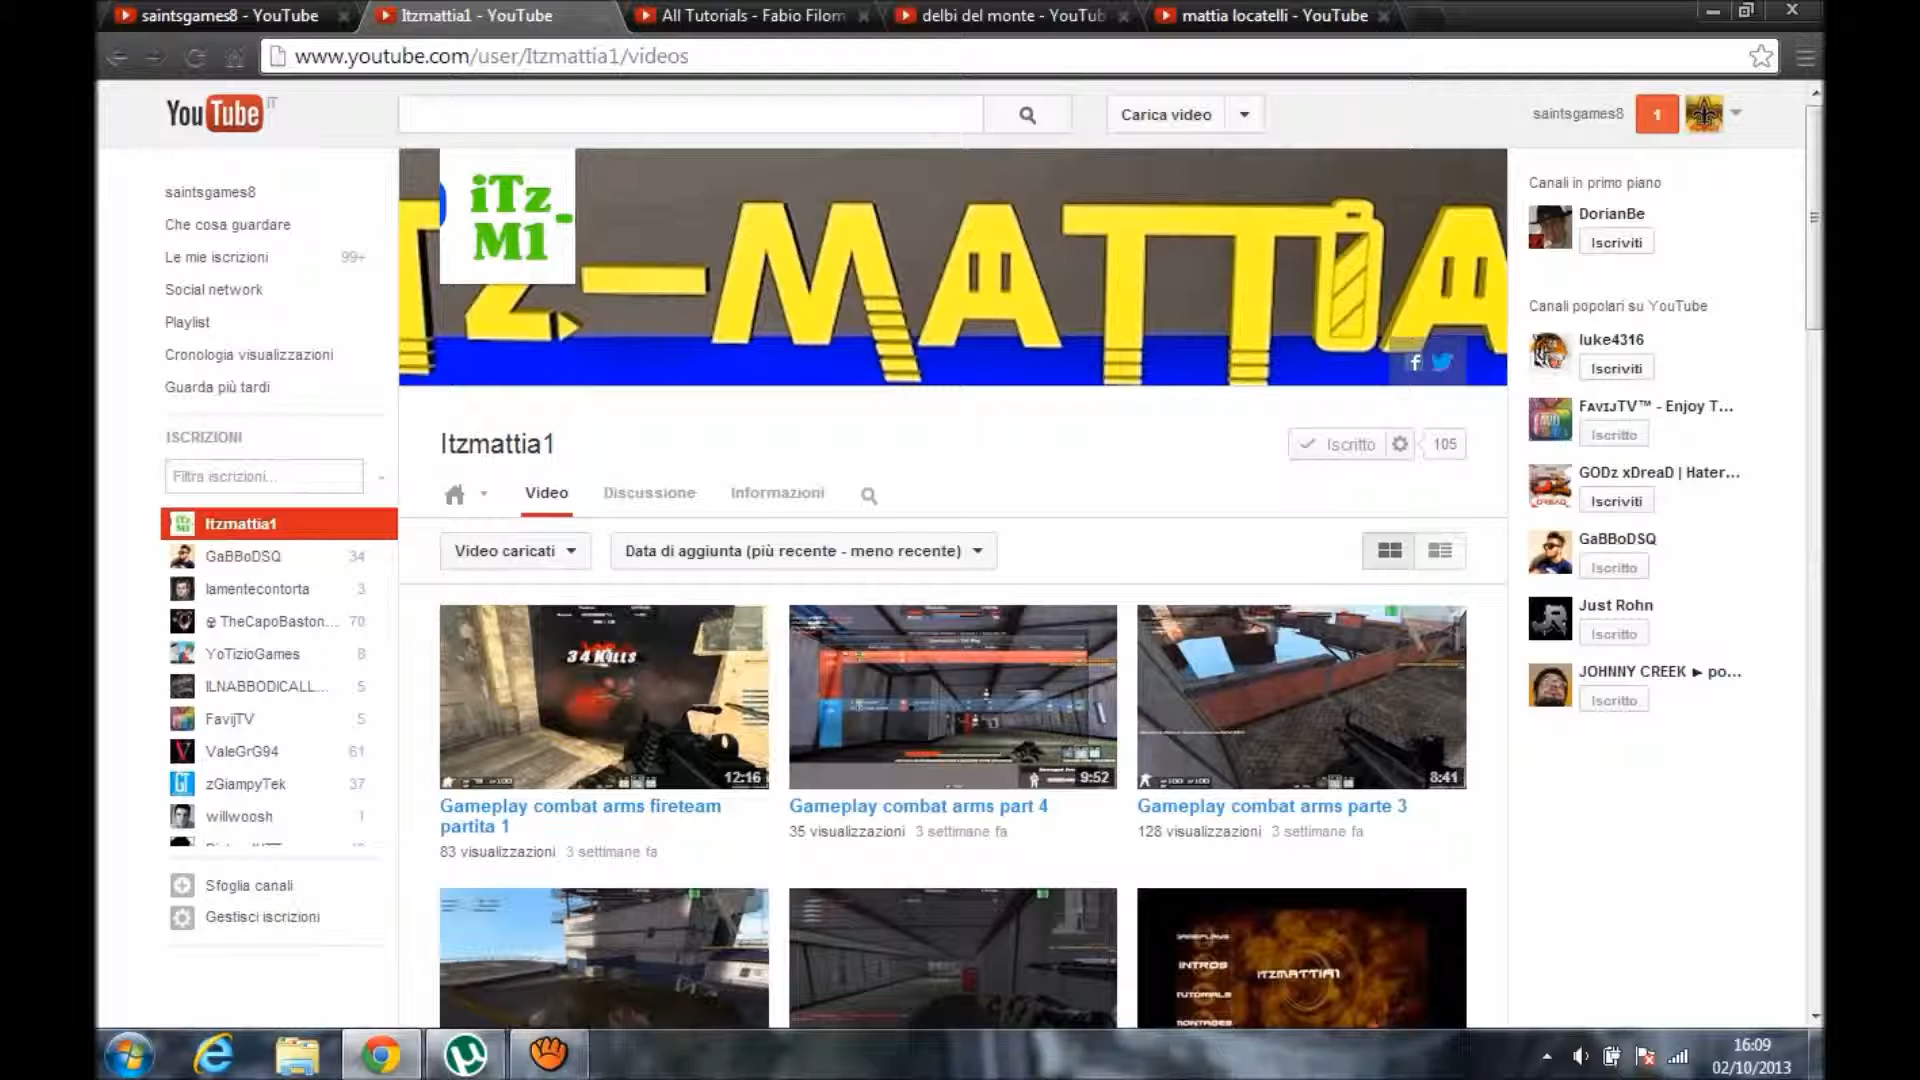 saintsgames8 - YouTube
Itzmattia1 - YouTube
All Tutorials - Fabio Filom
delbi del monte - YouTub
mattia locatelli - YouTube
www.youtube.com/user/Itzmattia1/videos
YouTube IT
Carica video
saintsgames8
1
saintsgames8
Che cosa guardare
Le mie iscrizioni 99+
Social network
Playlist
Cronologia visualizzazioni
Guarda più tardi
ISCRIZIONI
Filtra iscrizioni...
Itzmattia1
GaBBoDSQ 34
lamentecontorta 3
TheCapoBaston... 70
YoTizioGames 8
ILNABBODICALL... 5
FavijTV 5
ValeGrG94 61
zGiampyTek 37
willwoosh 1
Sfoglia canali
Gestisci iscrizioni
iTz-
M1
TZ-MATTIA
Itzmattia1
Iscritto 105
Video
Discussione
Informazioni
Video caricati
Data di aggiunta (più recente - meno recente)
34 KILLS
12:16
Gameplay combat arms fireteam
partita 1
83 visualizzazioni 3 settimane fa
9:52
Gameplay combat arms part 4
35 visualizzazioni 3 settimane fa
8:41
Gameplay combat arms parte 3
128 visualizzazioni 3 settimane fa
GAMEPLAYS
INTROS
TUTORIALS
MONTAGES
ITZMATTIA1
Canali in primo piano
DorianBe
Iscriviti
Canali popolari su YouTube
luke4316
Iscriviti
FᴀᴠɪᴊTV™ - Enjoy T...
Iscritto
GODz xDreaD | Hater...
Iscriviti
GaBBoDSQ
Iscritto
Just Rohn
Iscritto
JOHNNY CREEK ► po...
Iscritto
16:09
02/10/2013